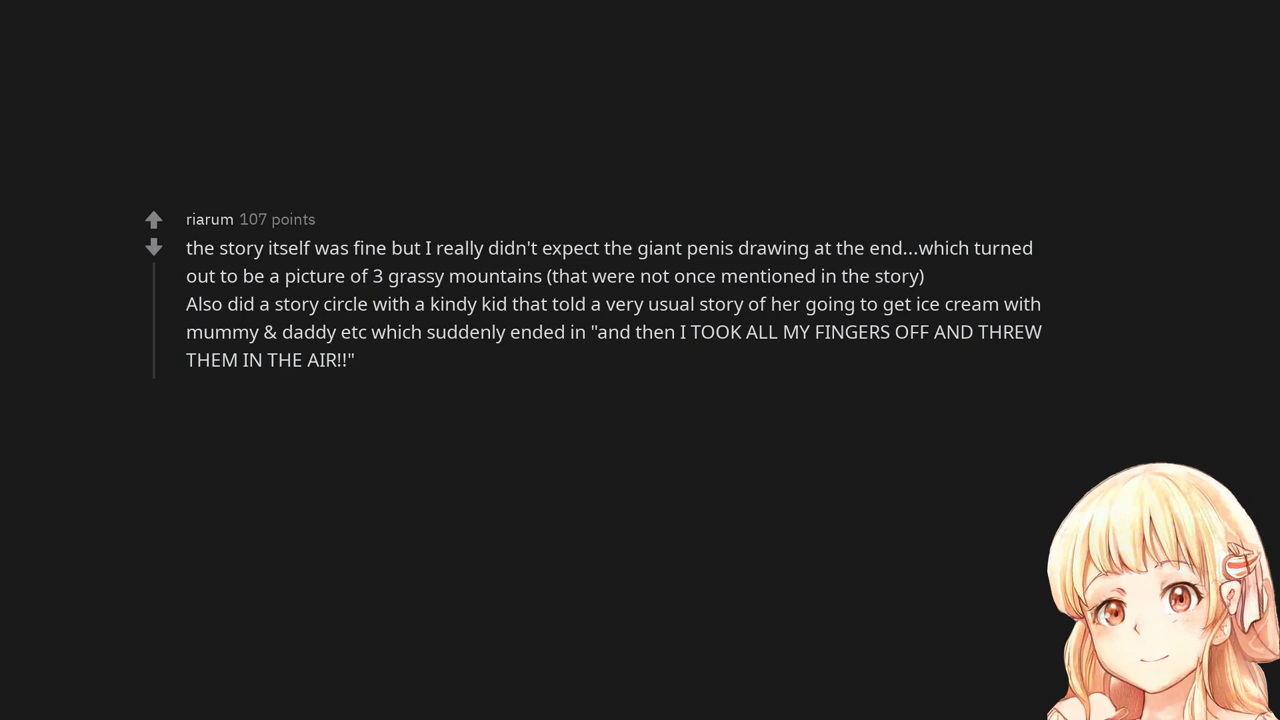 riarum 107 points
the story itself was fine but I really didn't expect the giant penis drawing at the end...which turned
out to be a picture of 3 grassy mountains (that were not once mentioned in the story)
Also did a story circle with a kindy kid that told a very usual story of her going to get ice cream with
mummy & daddy etc which suddenly ended in "and then I TOOK ALL MY FINGERS OFF AND THREW
THEM IN THE AIR!!"